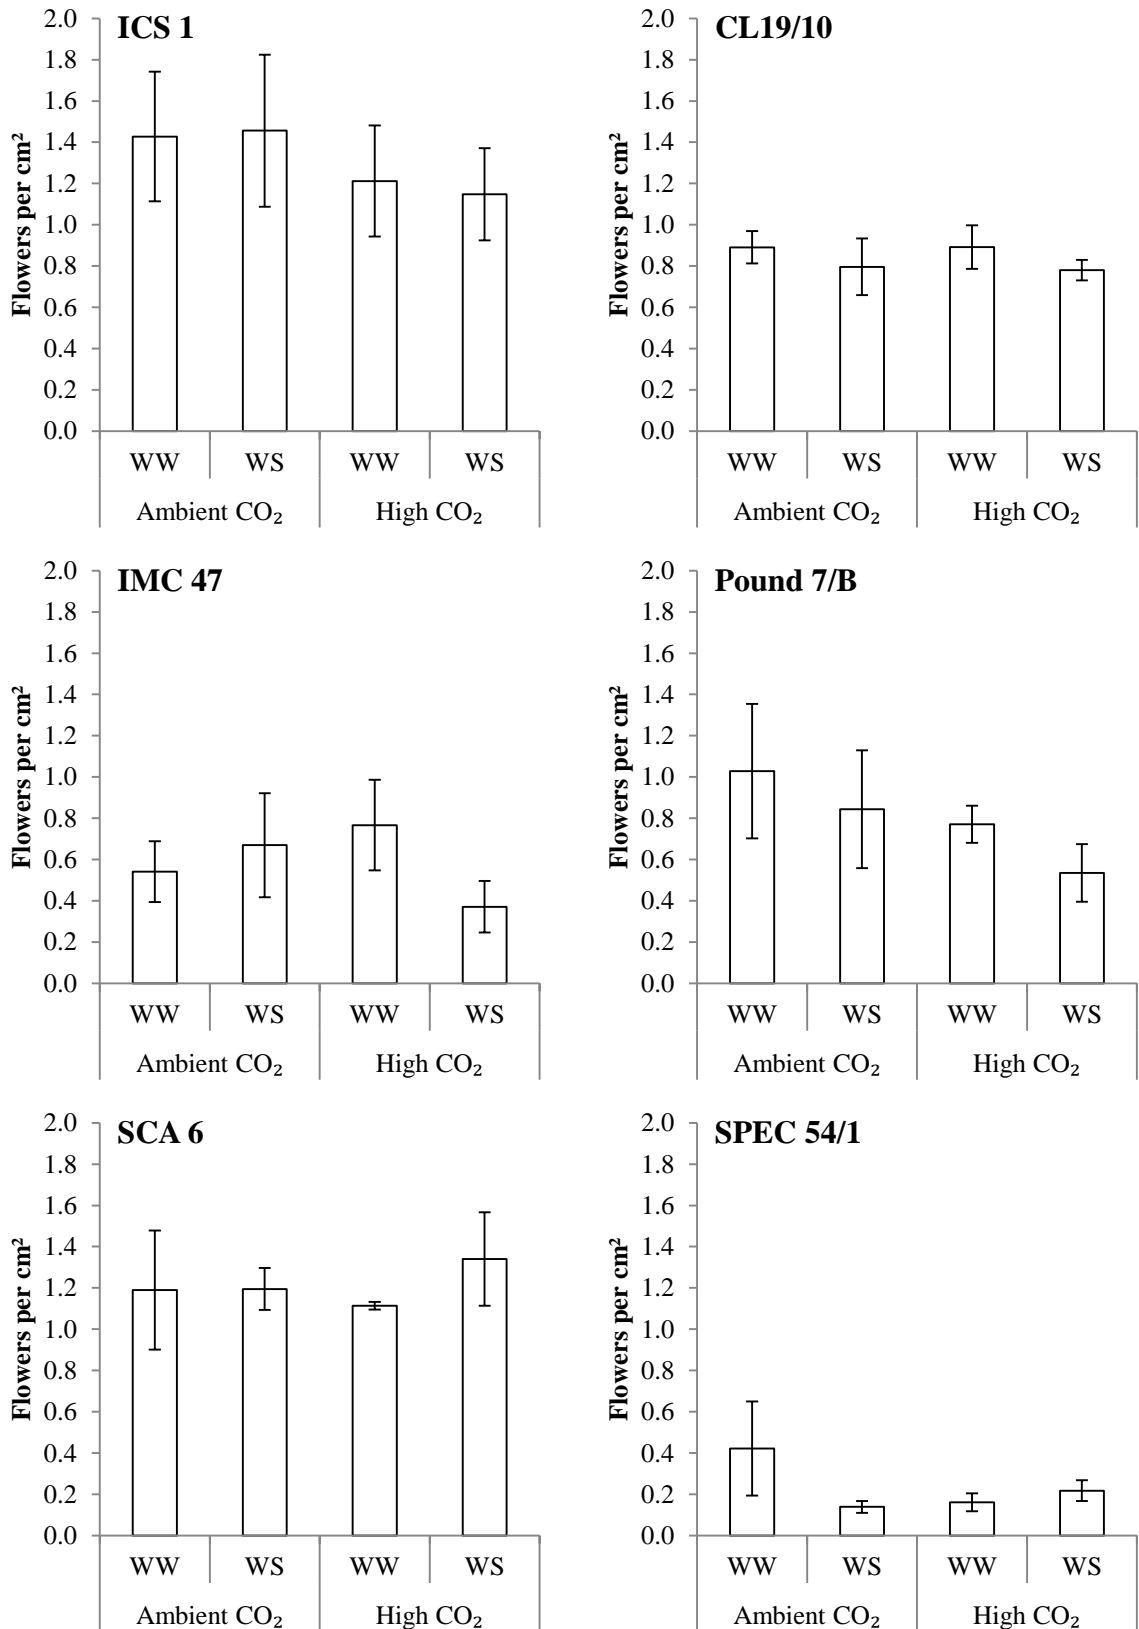 ICS 1
Flowers per cm²
2.0
1.8
1.6
1.4
1.2
1.0
0.8
0.6
0.4
0.2
0.0
WW WS WW WS
Ambient CO₂ High CO₂
CL19/10
Flowers per cm²
2.0
1.8
1.6
1.4
1.2
1.0
0.8
0.6
0.4
0.2
0.0
WW WS WW WS
Ambient CO₂ High CO₂
IMC 47
Flowers per cm²
2.0
1.8
1.6
1.4
1.2
1.0
0.8
0.6
0.4
0.2
0.0
WW WS WW WS
Ambient CO₂ High CO₂
Pound 7/B
Flowers per cm²
2.0
1.8
1.6
1.4
1.2
1.0
0.8
0.6
0.4
0.2
0.0
WW WS WW WS
Ambient CO₂ High CO₂
SCA 6
Flowers per cm²
2.0
1.8
1.6
1.4
1.2
1.0
0.8
0.6
0.4
0.2
0.0
WW WS WW WS
Ambient CO₂ High CO₂
SPEC 54/1
Flowers per cm²
2.0
1.8
1.6
1.4
1.2
1.0
0.8
0.6
0.4
0.2
0.0
WW WS WW WS
Ambient CO₂ High CO₂